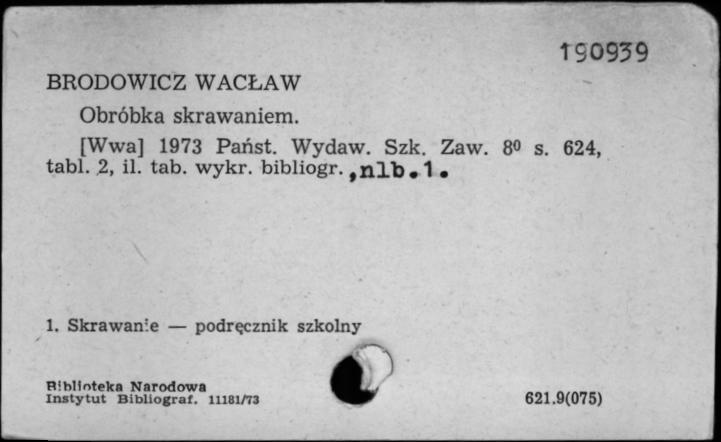 190939
BRODOWICZ WACŁAW
Obróbka skrawaniem.
[Wwa] 1973 Państ. Wydaw. Szk. Zaw. 8⁰ s. 624,
tabl. 2, il. tab. wykr. bibliogr. ,nlb.1.
1. Skrawanie — podręcznik szkolny
Biblioteka Narodowa
Instytut Bibliograf. 11181/73
621.9(075)